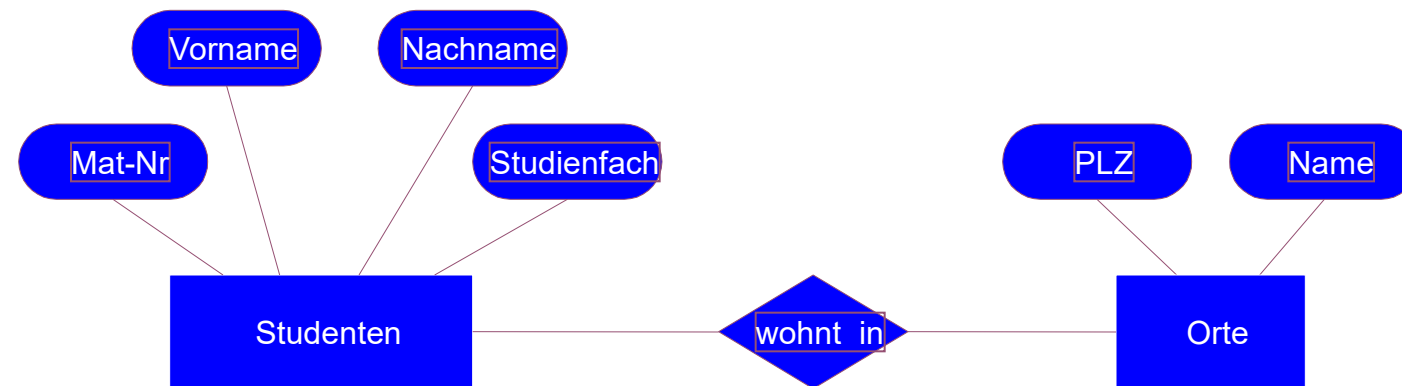 Vorname
Nachname
Mat-Nr
Studienfach
PLZ
Name
Studenten
wohnt in
Orte